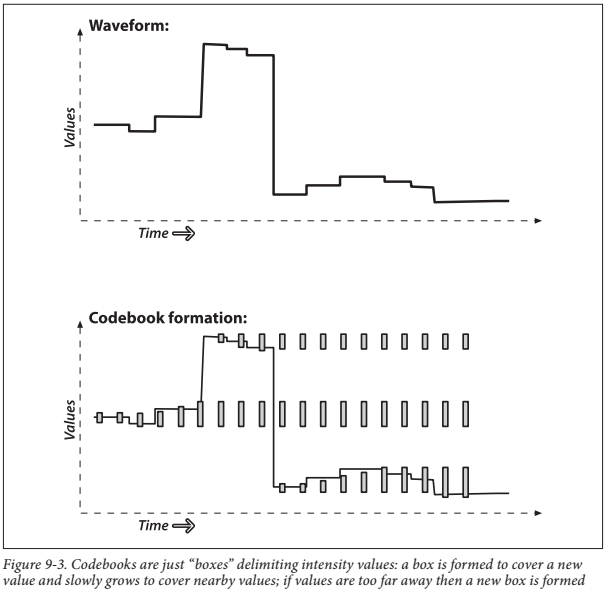 Waveform:
Values
Time
Codebook formation:
Values
Time
Figure 9-3. Codebooks are just “boxes” delimiting intensity values: a box is formed to cover a new
value and slowly grows to cover nearby values; if values are too far away then a new box is formed